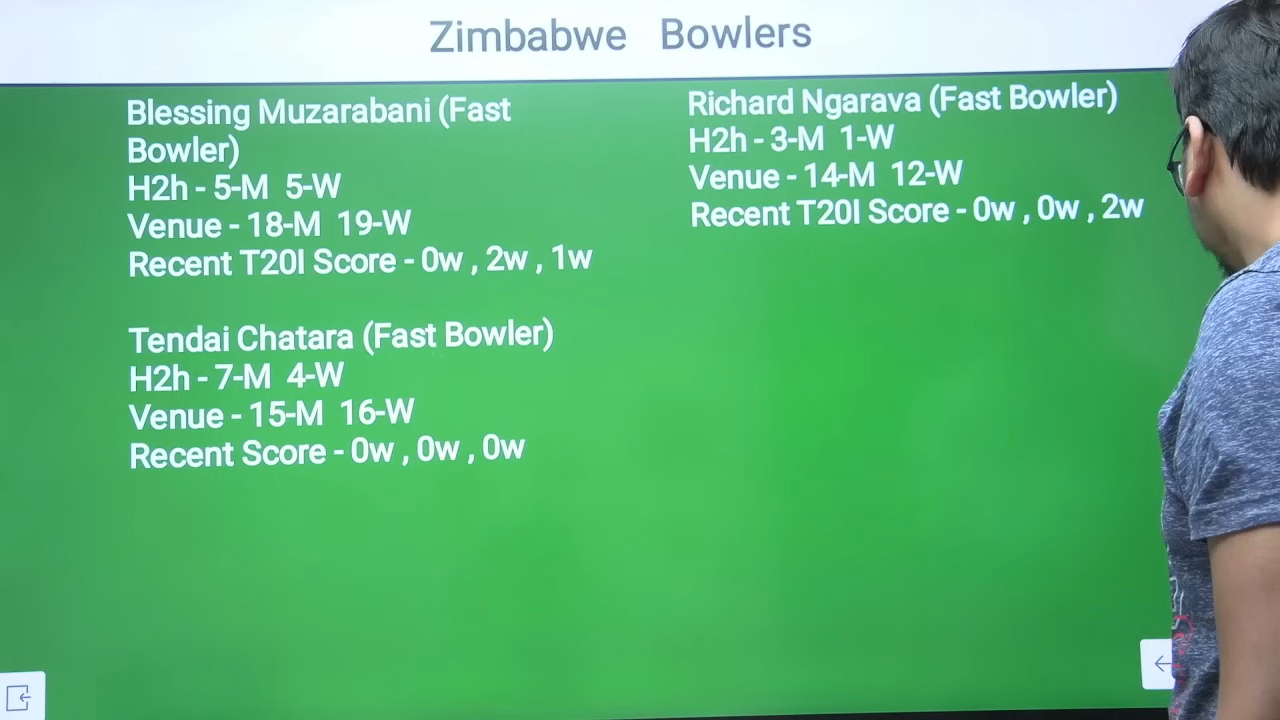 Zimbabwe Bowlers
Blessing Muzarabani (Fast
Bowler)
H2h - 5-M 5-W
Venue - 18-M 19-W
Recent T20I Score - 0w , 2w , 1w
Tendai Chatara (Fast Bowler)
H2h - 7-M 4-W
Venue - 15-M 16-W
Recent Score - 0w , 0w , 0w
Richard Ngarava (Fast Bowler)
H2h - 3-M 1-W
Venue - 14-M 12-W
Recent T20I Score - 0w , 0w , 2w